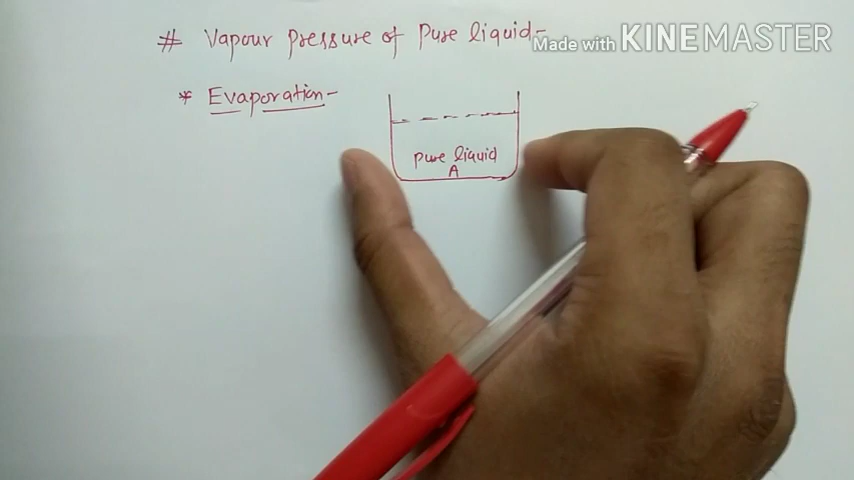 # Vapour pressure of Pure liquid-
Made with KINEMASTER
* Evaporation-
pure liquid
A